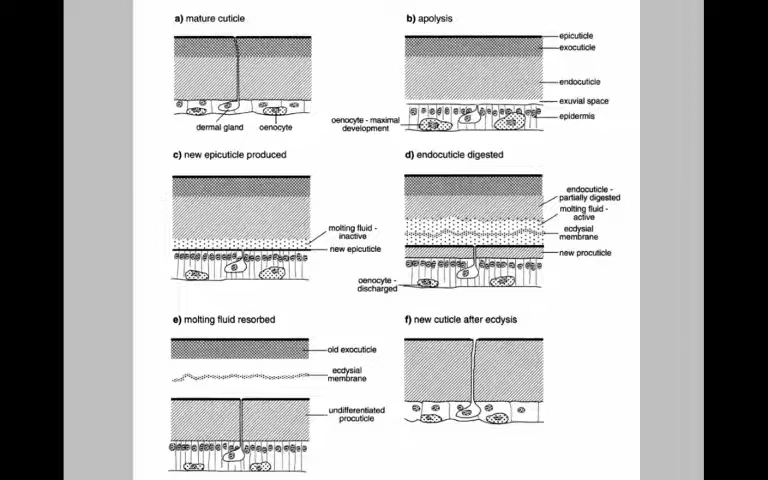 a) mature cuticle
dermal gland
oenocyte
b) apolysis
epicuticle
exocuticle
endocuticle
exuvial space
epidermis
oenocyte - maximal
development
c) new epicuticle produced
molting fluid -
inactive
new epicuticle
d) endocuticle digested
endocuticle -
partially digested
molting fluid -
active
ecdysial
membrane
new procuticle
oenocyte -
discharged
e) molting fluid resorbed
old exocuticle
ecdysial
membrane
undifferentiated
procuticle
f) new cuticle after ecdysis